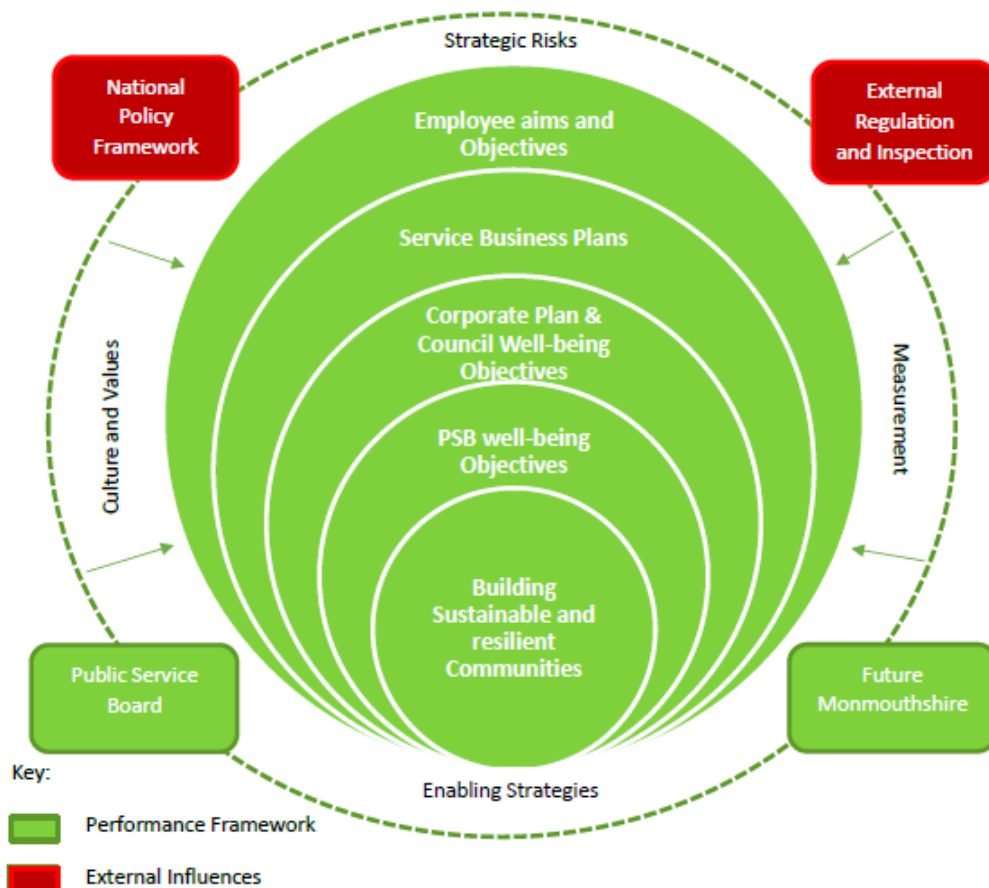 Strategic Risks
National
Policy
Framework
External
Regulation
and Inspection
Employee aims and
Objectives
Service Business Plans
Corporate Plan &
Council Well-being
Objectives
Culture and Values
Measurement
PSB well-being
Objectives
Building
Sustainable and
resilient
Communities
Public Service
Board
Future
Monmouthshire
Enabling Strategies
Key:
Performance Framework
External Influences